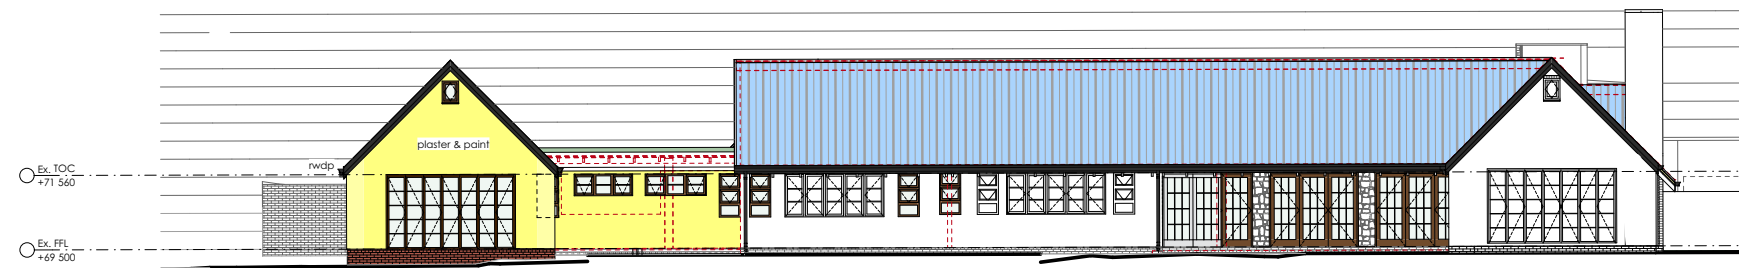 plaster & paint
rwdp
Ex. TOC
+71 560
Ex. FFL
+69 500